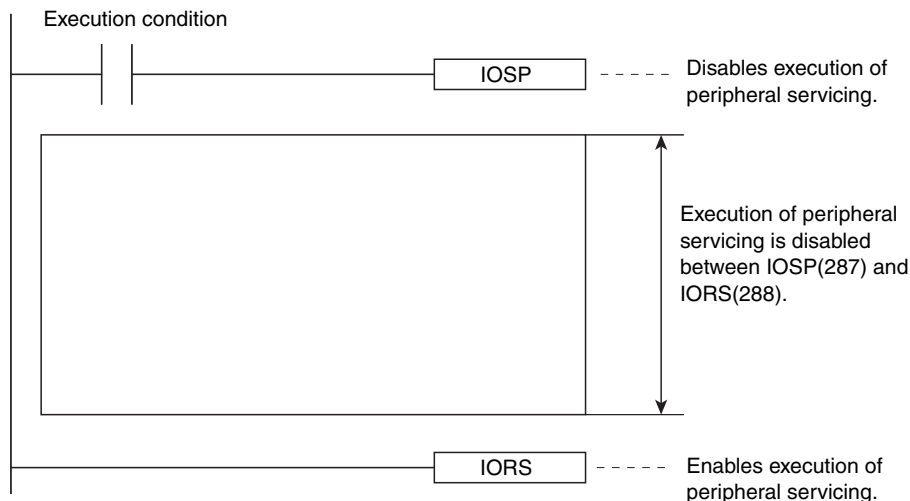 Execution condition
IOSP
Disables execution of
peripheral servicing.
Execution of peripheral
servicing is disabled
between IOSP(287) and
IORS(288).
IORS
Enables execution of
peripheral servicing.